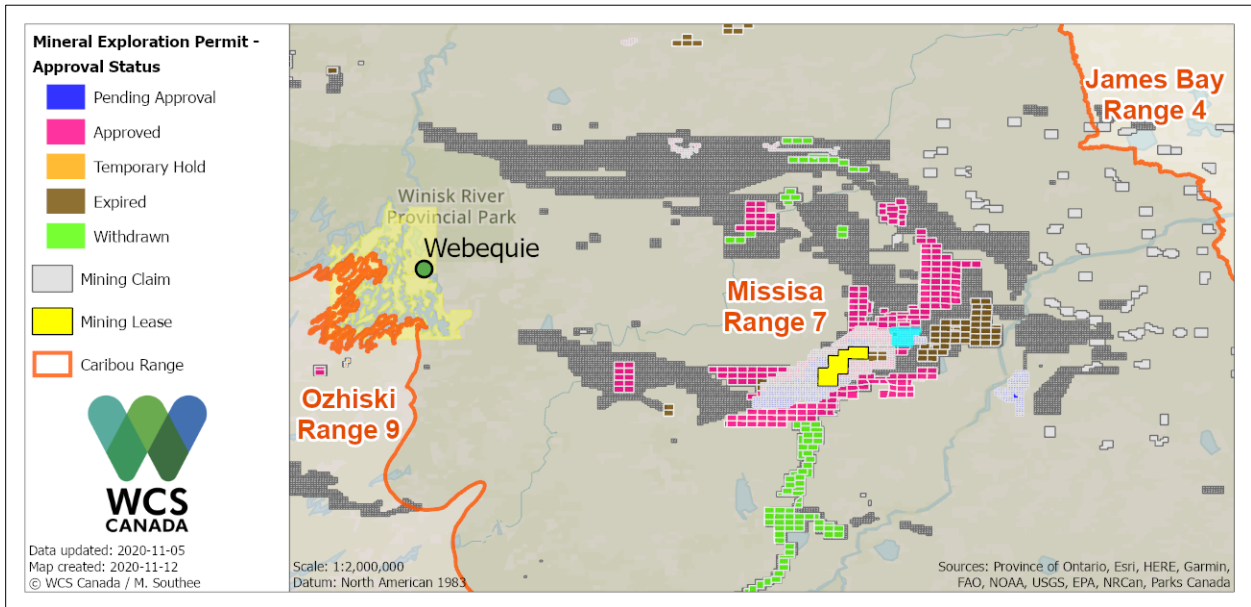 Mineral Exploration Permit -
Approval Status
Pending Approval
Approved
Temporary Hold
Expired
Withdrawn
Mining Claim
Mining Lease
Caribou Range
WCS
CANADA
Data updated: 2020-11-05
Map created: 2020-11-12
© WCS Canada / M. Southee
James Bay
Range 4
Winisk River
Provincial Park
Webequie
Missisa
Range 7
Ozhiski
Range 9
Scale: 1:2,000,000
Datum: North American 1983
Sources: Province of Ontario, Esri, HERE, Garmin,
FAO, NOAA, USGS, EPA, NRCan, Parks Canada